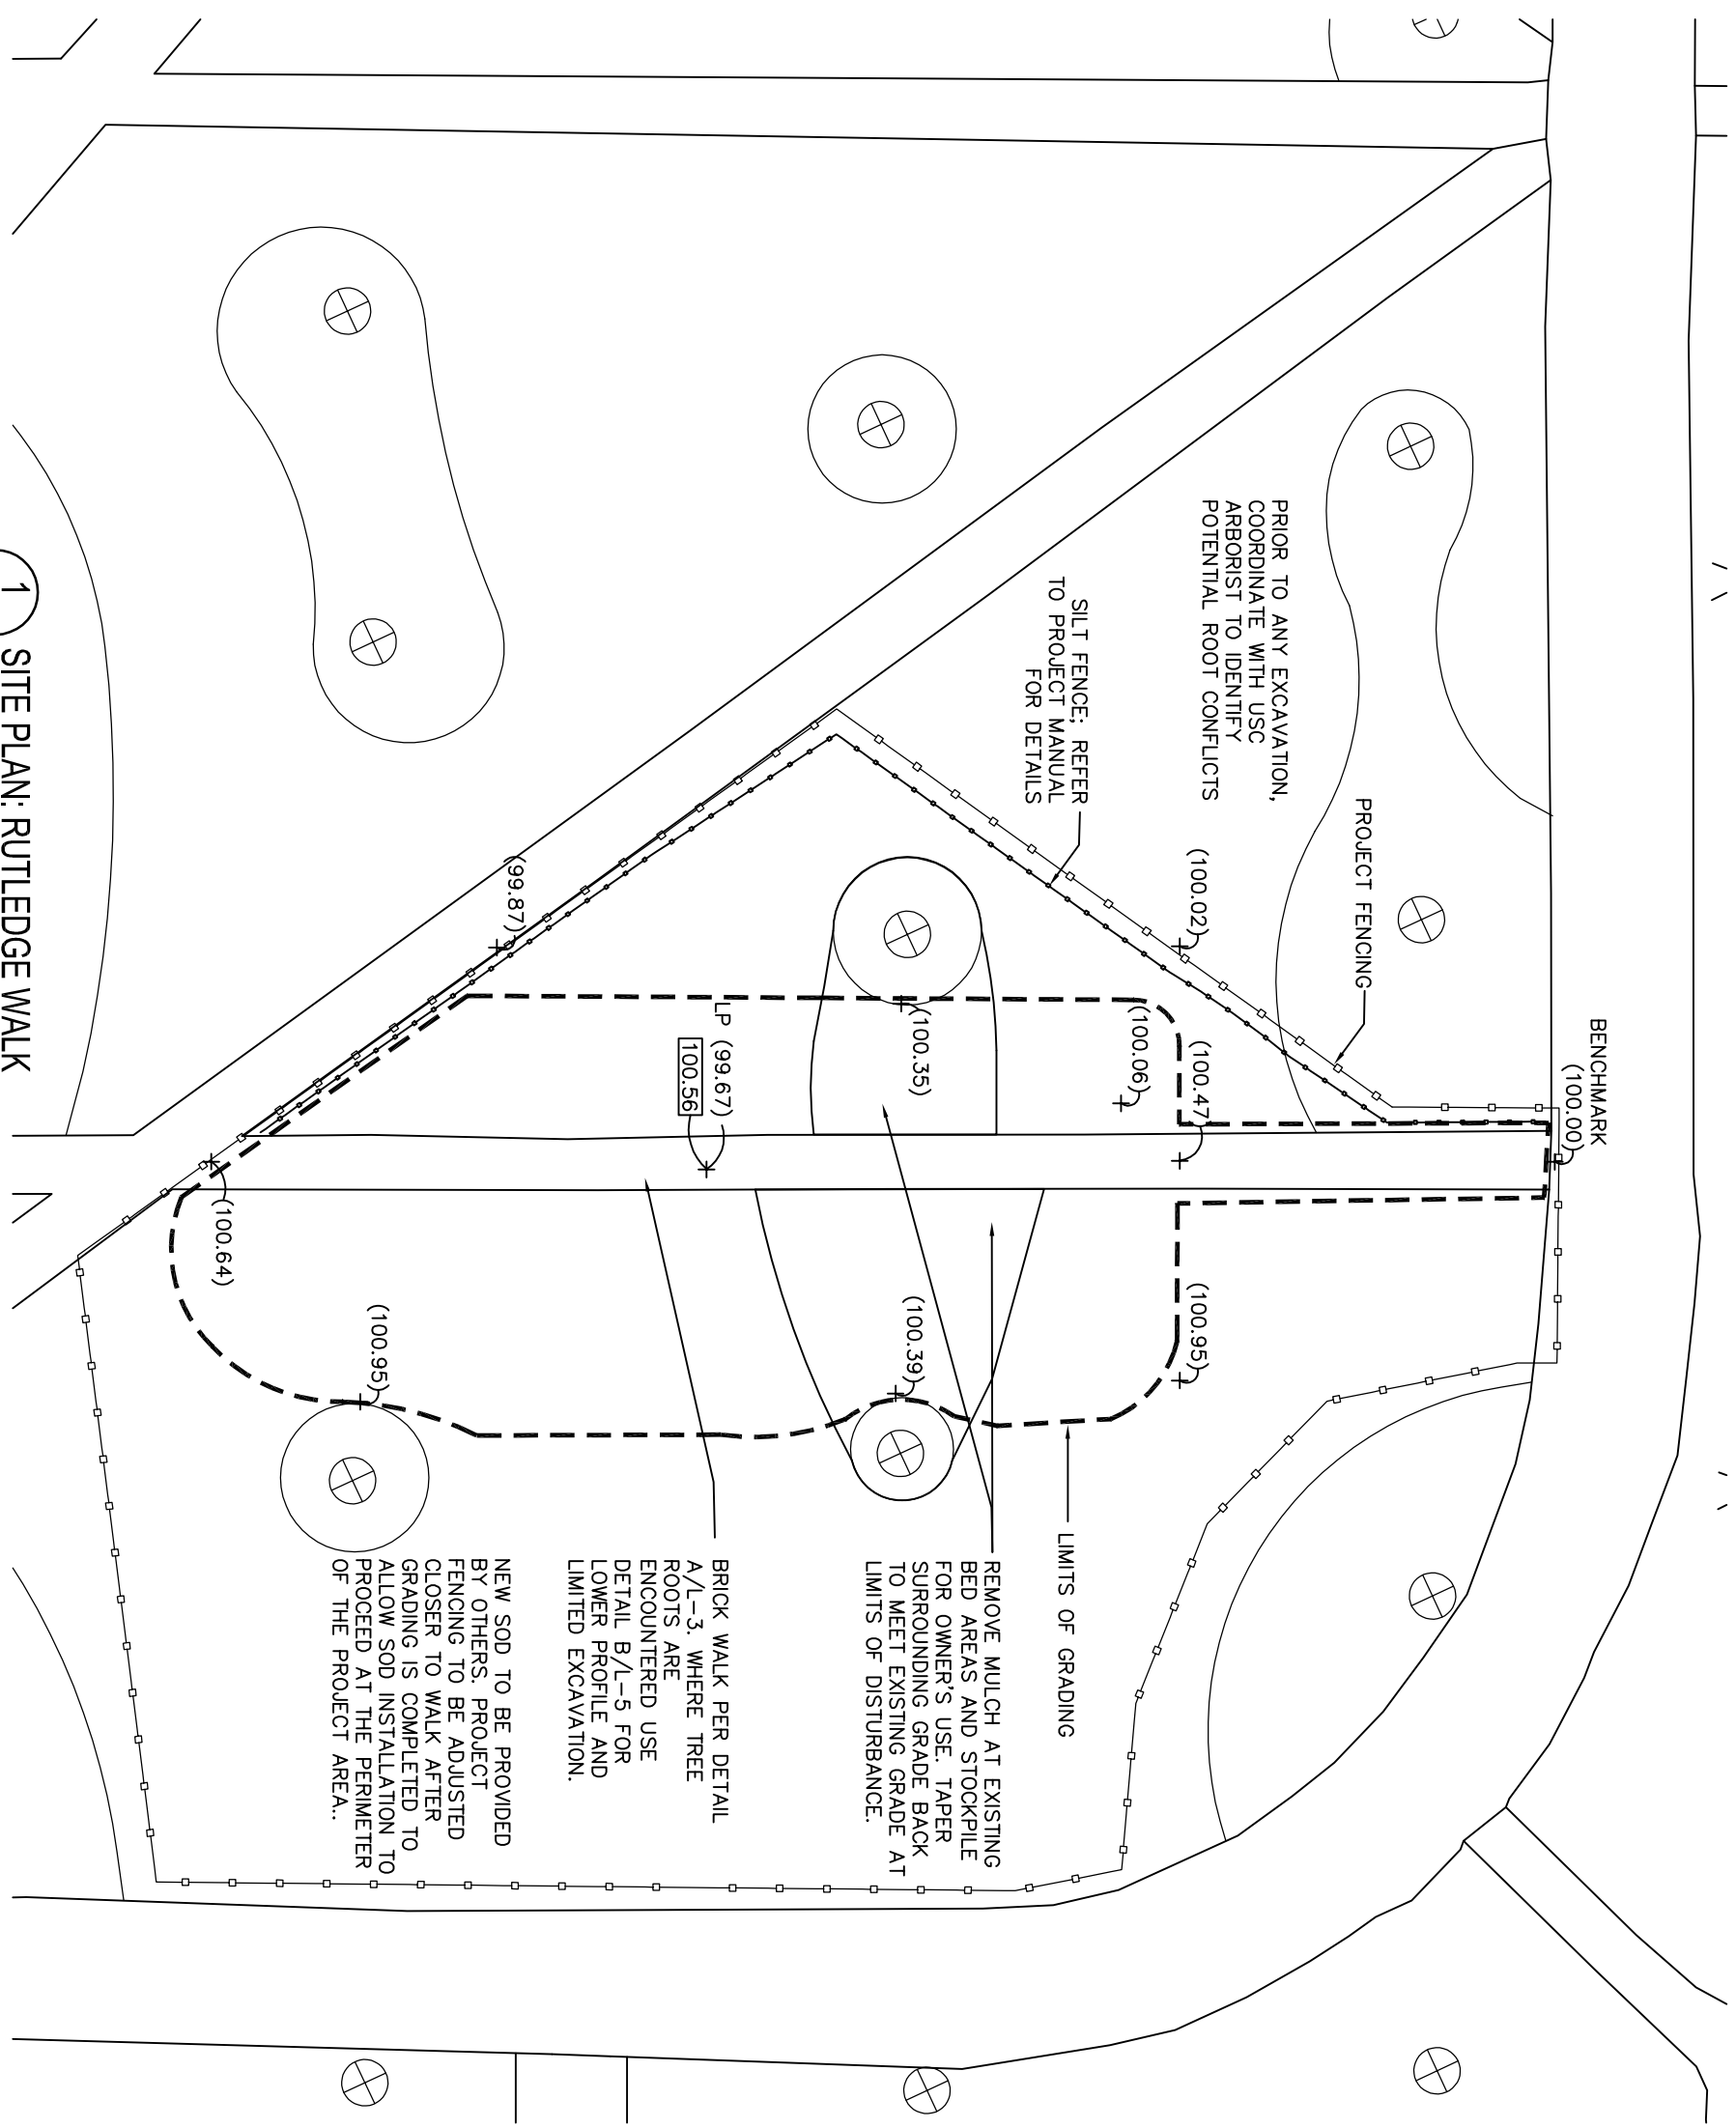 BENCHMARK
(100.00)
PROJECT FENCING
PRIOR TO ANY EXCAVATION,
COORDINATE WITH USC
ARBORIST TO IDENTIFY
POTENTIAL ROOT CONFLICTS
SILT FENCE; REFER
TO PROJECT MANUAL
FOR DETAILS
(100.02)
(100.47)
(100.95)
(100.06)
(100.35)
(100.39)
LP (99.67)
100.56
(99.87)
(100.95)
(100.64)
LIMITS OF GRADING
REMOVE MULCH AT EXISTING
BED AREAS AND STOCKPILE
FOR OWNER'S USE. TAPER
SURROUNDING GRADE BACK
TO MEET EXISTING GRADE AT
LIMITS OF DISTURBANCE.
BRICK WALK PER DETAIL
A/L-3. WHERE TREE
ROOTS ARE
ENCOUNTERED USE
DETAIL B/L-5 FOR
LOWER PROFILE AND
LIMITED EXCAVATION.
NEW SOD TO BE PROVIDED
BY OTHERS. PROJECT
FENCING TO BE ADJUSTED
CLOSER TO WALK AFTER
GRADING IS COMPLETED TO
ALLOW SOD INSTALLATION TO
PROCEED AT THE PERIMETER
OF THE PROJECT AREA..
1 SITE PLAN: RUTLEDGE WALK